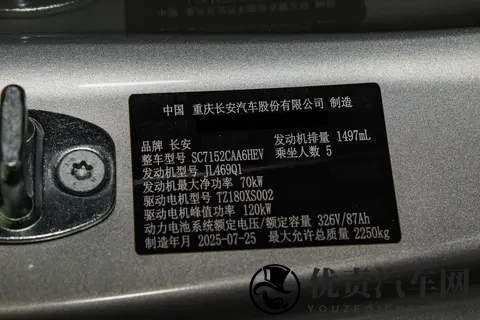 中国 重庆长安汽车股份有限公司 制造
品牌 长安
发动机排量 1497mL
整车型号 SC7152CAA6HEV 乘坐人数 5
发动机型号 JL469Q1
发动机最大净功率 70kW
驱动电机型号 TZ180XS002
驱动电机峰值功率 120kW
动力电池系统额定电压/额定容量 326V/87Ah
制造年月 2025-07-25 最大允许总质量 2250kg
优贵汽车网